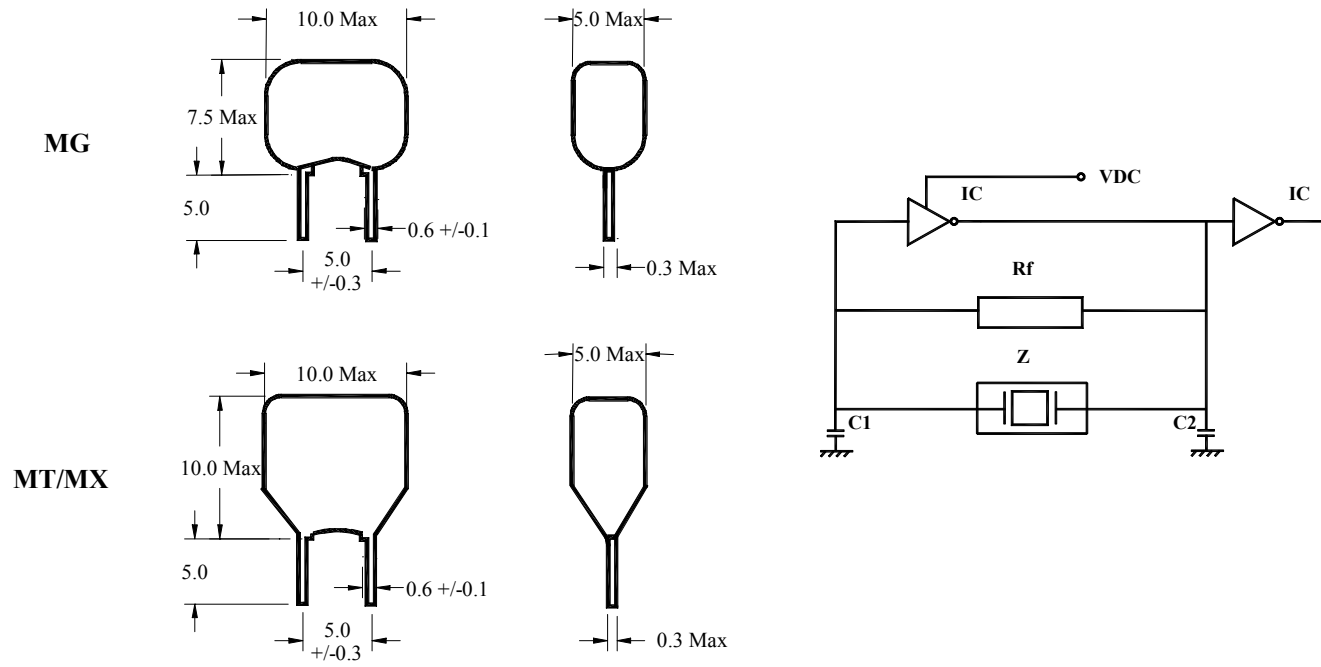 MG
10.0 Max
7.5 Max
5.0
0.6 +/-0.1
5.0
+/-0.3
5.0 Max
0.3 Max
MT/MX
10.0 Max
10.0 Max
5.0
0.6 +/-0.1
5.0
+/-0.3
5.0 Max
0.3 Max
VDC
IC
IC
Rf
Z
C1
C2